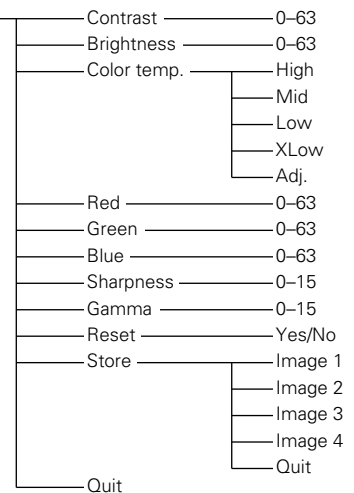 Contrast 0–63
Brightness 0–63
Color temp. High
Mid
Low
XLow
Adj.
Red 0–63
Green 0–63
Blue 0–63
Sharpness 0–15
Gamma 0–15
Reset Yes/No
Store Image 1
Image 2
Image 3
Image 4
Quit
Quit